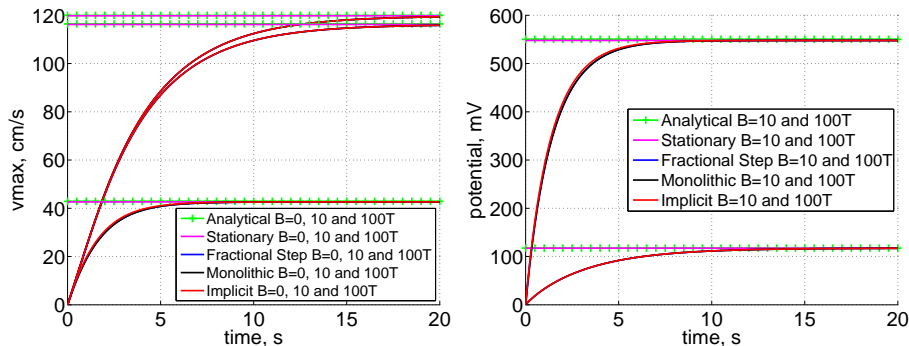 120
100
80
60
40
20
0
vmax, cm/s
Analytical B=0, 10 and 100T
Stationary B=0, 10 and 100T
Fractional Step B=0, 10 and 100T
Monolithic B=0, 10 and 100T
Implicit B=0, 10 and 100T
0 5 10 15 20
time, s
600
500
400
300
200
100
0
potential, mV
Analytical B=10 and 100T
Stationary B=10 and 100T
Fractional Step B=10 and 100T
Monolithic B=10 and 100T
Implicit B=10 and 100T
0 5 10 15 20
time, s